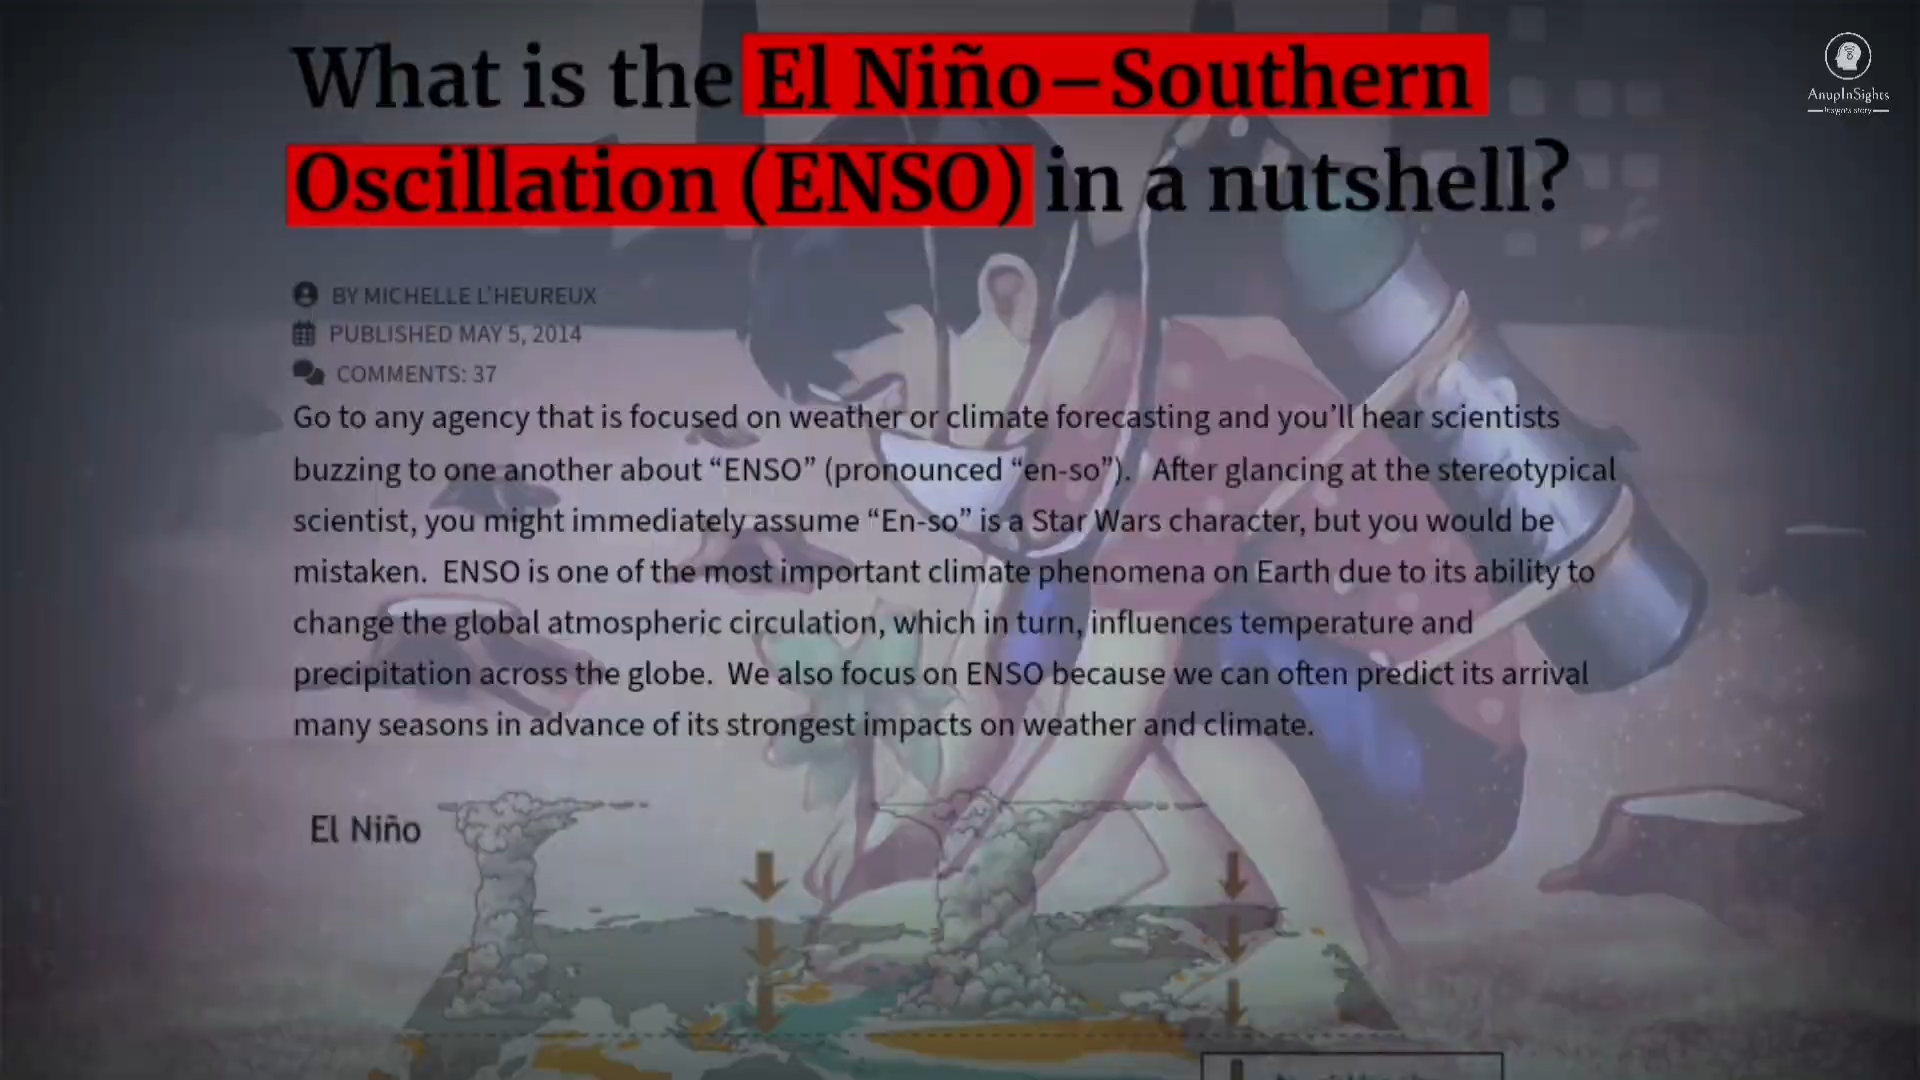 What is the El Niño–Southern
Oscillation (ENSO) in a nutshell?
AnupInSights
BY MICHELLE L'HEUREUX
PUBLISHED MAY 5, 2014
COMMENTS: 37
Go to any agency that is focused on weather or climate forecasting and you’ll hear scientists
buzzing to one another about “ENSO” (pronounced “en-so”).  After glancing at the stereotypical
scientist, you might immediately assume “En-so” is a Star Wars character, but you would be
mistaken.  ENSO is one of the most important climate phenomena on Earth due to its ability to
change the global atmospheric circulation, which in turn, influences temperature and
precipitation across the globe.  We also focus on ENSO because we can often predict its arrival
many seasons in advance of its strongest impacts on weather and climate.
El Niño